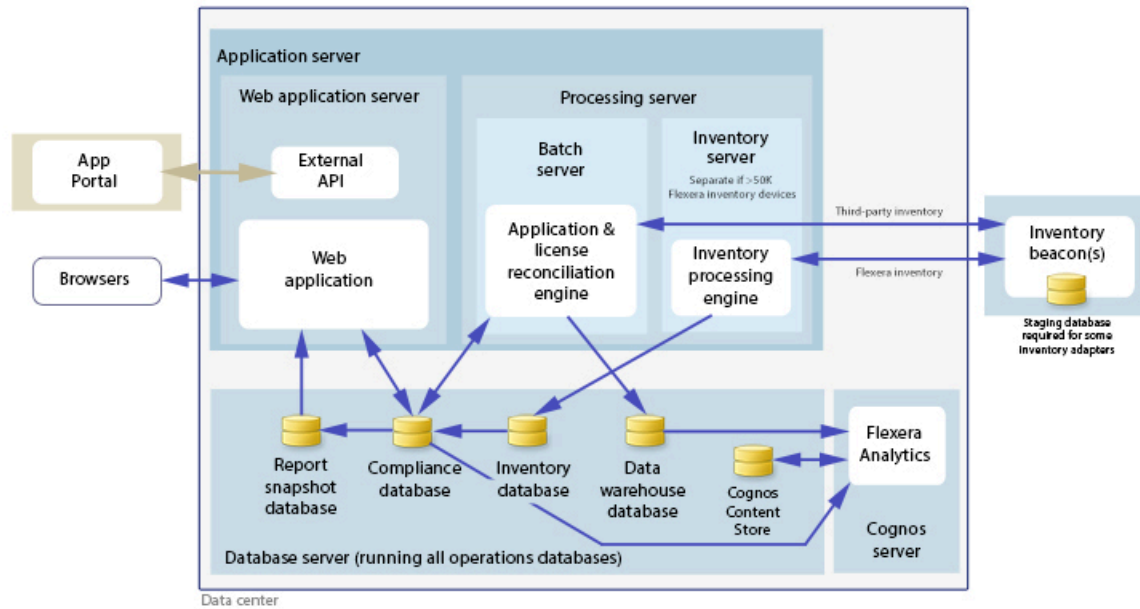 Application server
Web application server
Processing server
App
Portal
External
API
Batch
server
Inventory
server
Separate if >50K
Flexera inventory devices
Third-party inventory
Inventory
beacon(s)
Browsers
Web
application
Application &
license
reconciliation
engine
Inventory
processing
engine
Flexera inventory
Staging database
required for some
inventory adapters
Report
snapshot
database
Compliance
database
Inventory
database
Data
warehouse
database
Cognos
Content
Store
Flexera
Analytics
Cognos
server
Database server (running all operations databases)
Data center